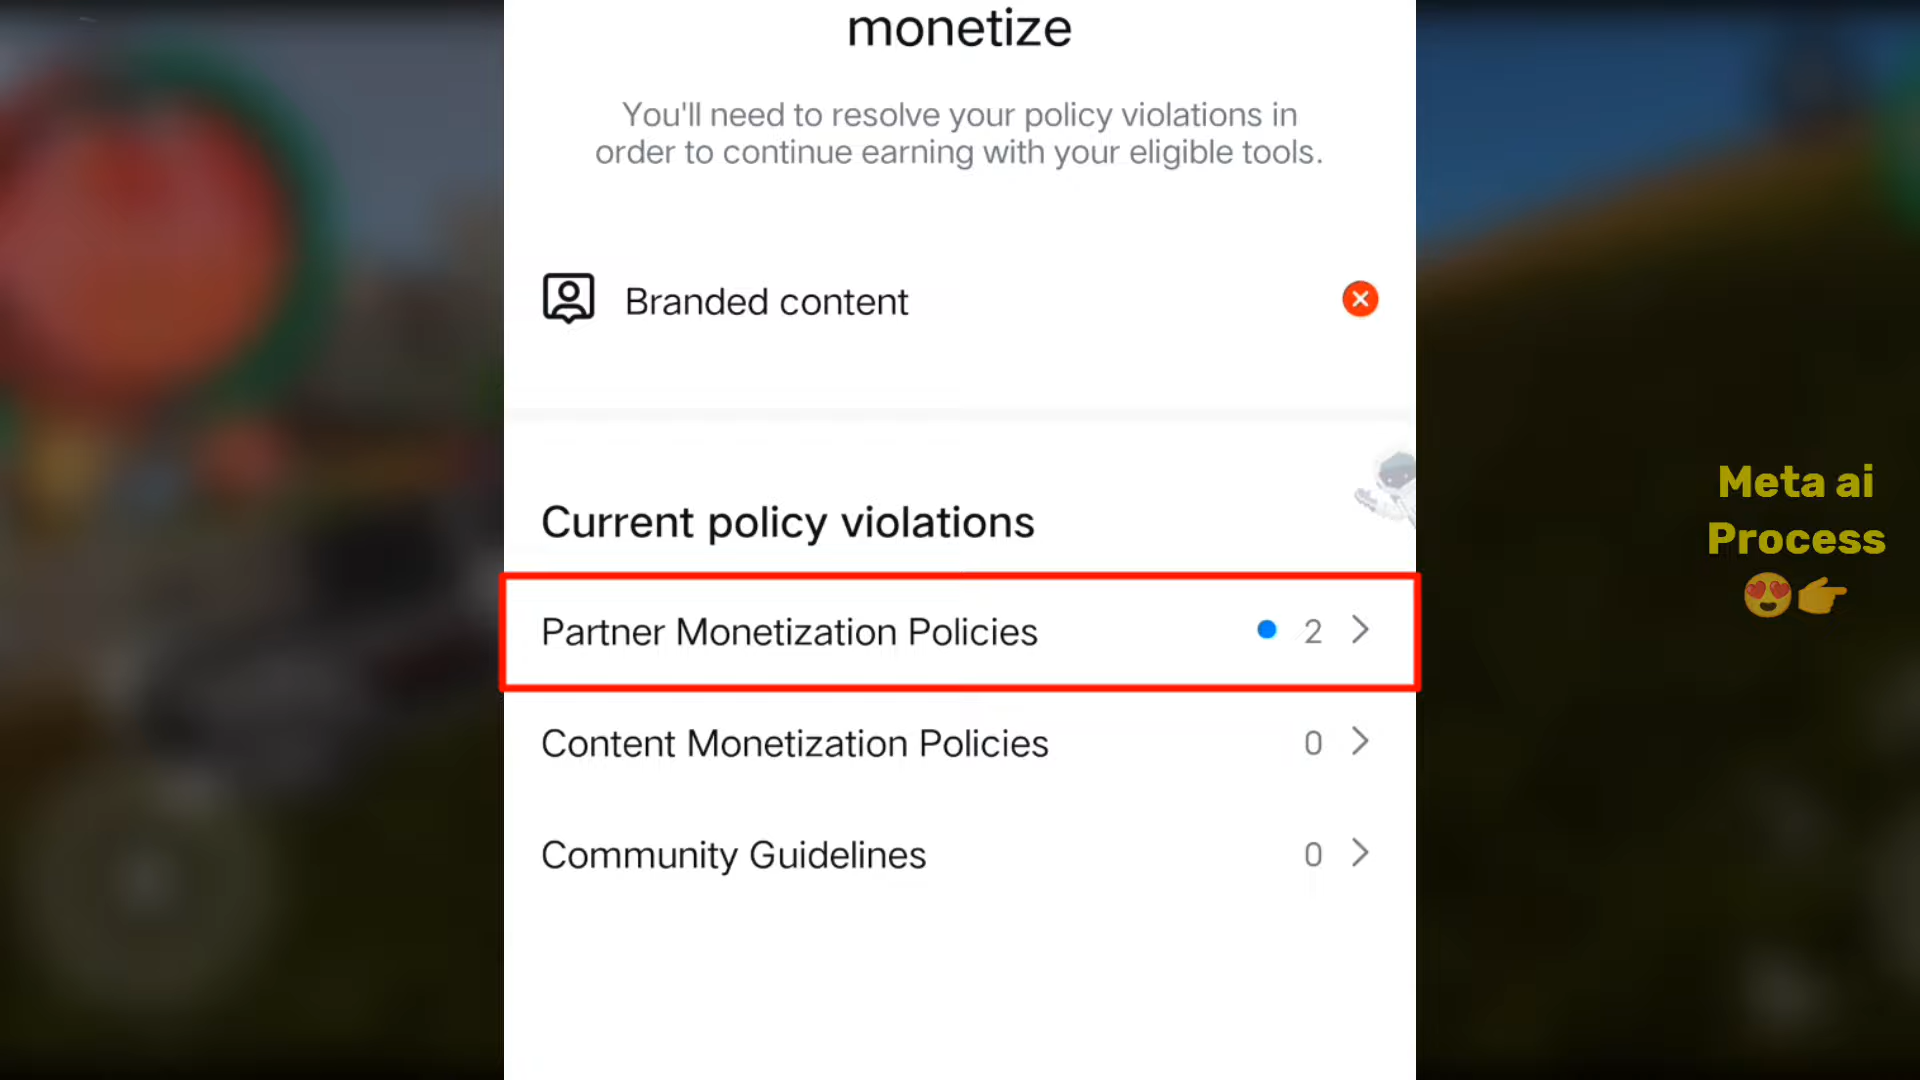 monetize
You'll need to resolve your policy violations in
order to continue earning with your eligible tools.
Branded content
Current policy violations
Partner Monetization Policies 2
Content Monetization Policies 0
Community Guidelines 0
Meta ai
Process
😍👉